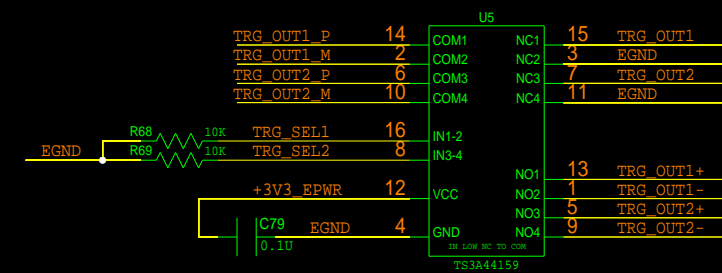 U5
TRG_OUT1_P 14 COM1 NC1 15 TRG_OUT1
TRG_OUT1_M 2 COM2 NC2 3 EGND
TRG_OUT2_P 6 COM3 NC3 7 TRG_OUT2
TRG_OUT2_M 10 COM4 NC4 11 EGND
R68 10K TRG_SEL1 16 IN1-2
EGND R69 10K TRG_SEL2 8 IN3-4
NO1 13 TRG_OUT1+
+3V3_EPWR 12 VCC NO2 1 TRG_OUT1-
NO3 5 TRG_OUT2+
C79 EGND 4 GND NO4 9 TRG_OUT2-
0.1U IN LOW NC TO COM
TS3A44159